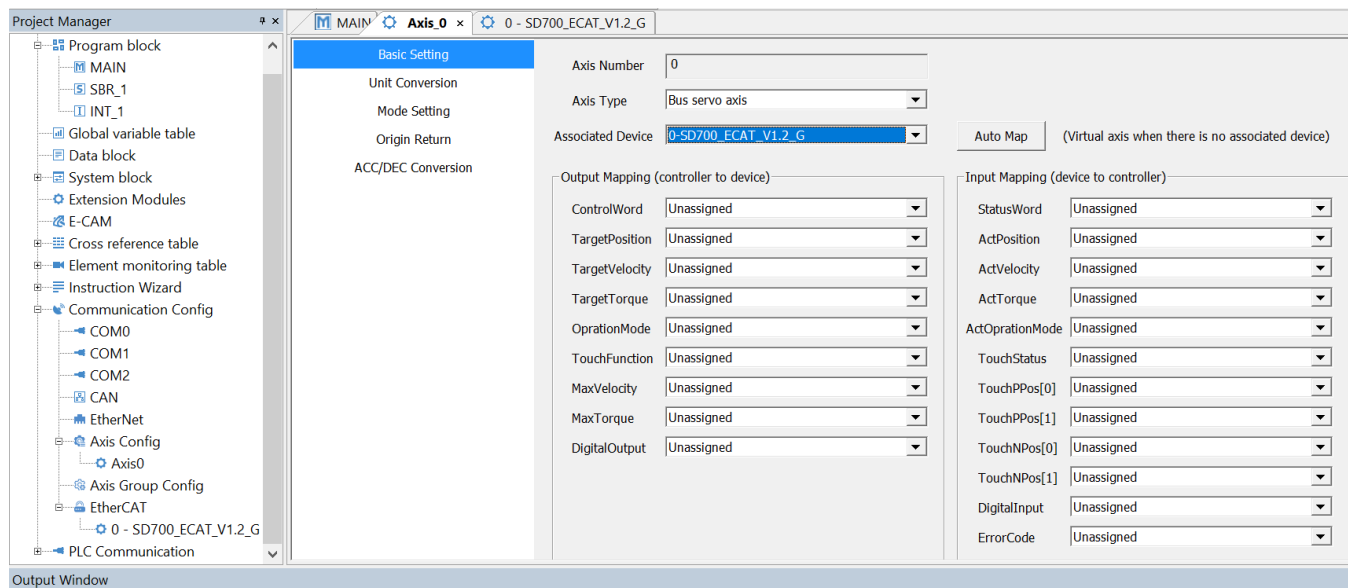 Project Manager
Program block
MAIN
SBR_1
INT_1
Global variable table
Data block
System block
Extension Modules
E-CAM
Cross reference table
Element monitoring table
Instruction Wizard
Communication Config
COM0
COM1
COM2
CAN
EtherNet
Axis Config
Axis0
Axis Group Config
EtherCAT
0 - SD700_ECAT_V1.2_G
PLC Communication
Output Window
MAIN Axis_0 × 0 - SD700_ECAT_V1.2_G
Basic Setting
Unit Conversion
Mode Setting
Origin Return
ACC/DEC Conversion
Axis Number 0
Axis Type Bus servo axis
Associated Device 0-SD700_ECAT_V1.2_G Auto Map (Virtual axis when there is no associated device)
Output Mapping (controller to device)
ControlWord Unassigned
TargetPosition Unassigned
TargetVelocity Unassigned
TargetTorque Unassigned
OprationMode Unassigned
TouchFunction Unassigned
MaxVelocity Unassigned
MaxTorque Unassigned
DigitalOutput Unassigned
Input Mapping (device to controller)
StatusWord Unassigned
ActPosition Unassigned
ActVelocity Unassigned
ActTorque Unassigned
ActOprationMode Unassigned
TouchStatus Unassigned
TouchPPos[0] Unassigned
TouchPPos[1] Unassigned
TouchNPos[0] Unassigned
TouchNPos[1] Unassigned
DigitalInput Unassigned
ErrorCode Unassigned